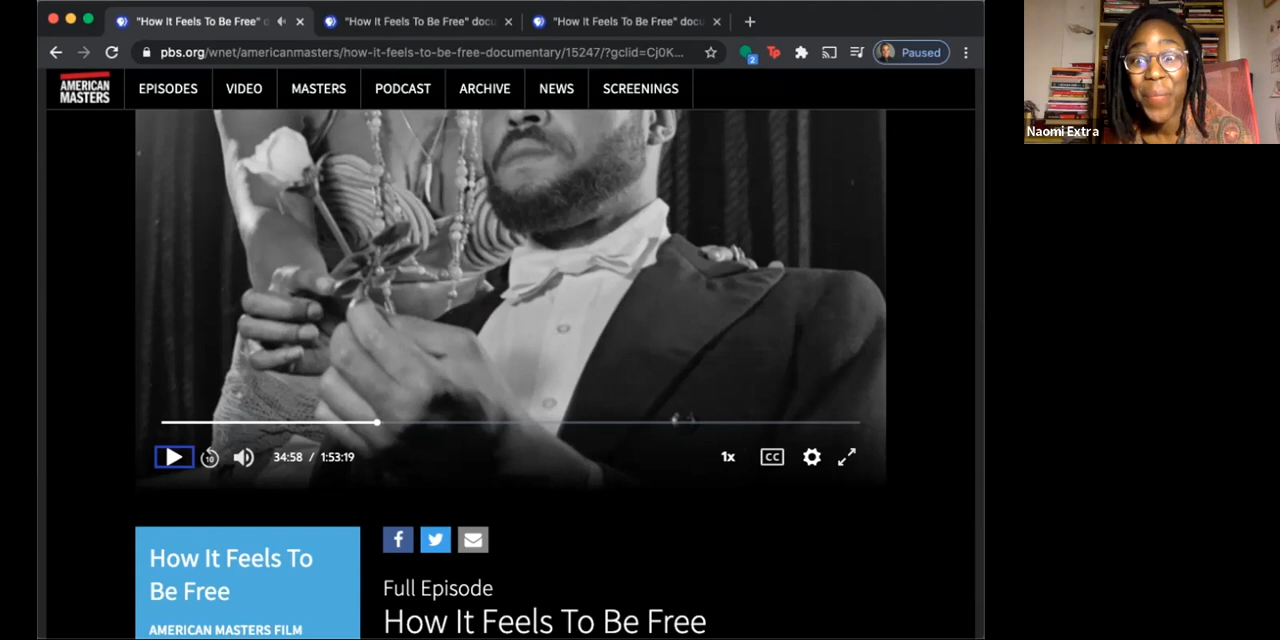 "How It Feels To Be Free" d
"How It Feels To Be Free" docu
"How It Feels To Be Free" docu
pbs.org/wnet/americanmasters/how-it-feels-to-be-free-documentary/15247/?gclid=Cj0K...
2
Tp
Paused
AMERICAN
MASTERS
EPISODES
VIDEO
MASTERS
PODCAST
ARCHIVE
NEWS
SCREENINGS
Naomi Extra
10
34:58 / 1:53:19
1x
CC
How It Feels To
Be Free
AMERICAN MASTERS FILM
f
Full Episode
How It Feels To Be Free